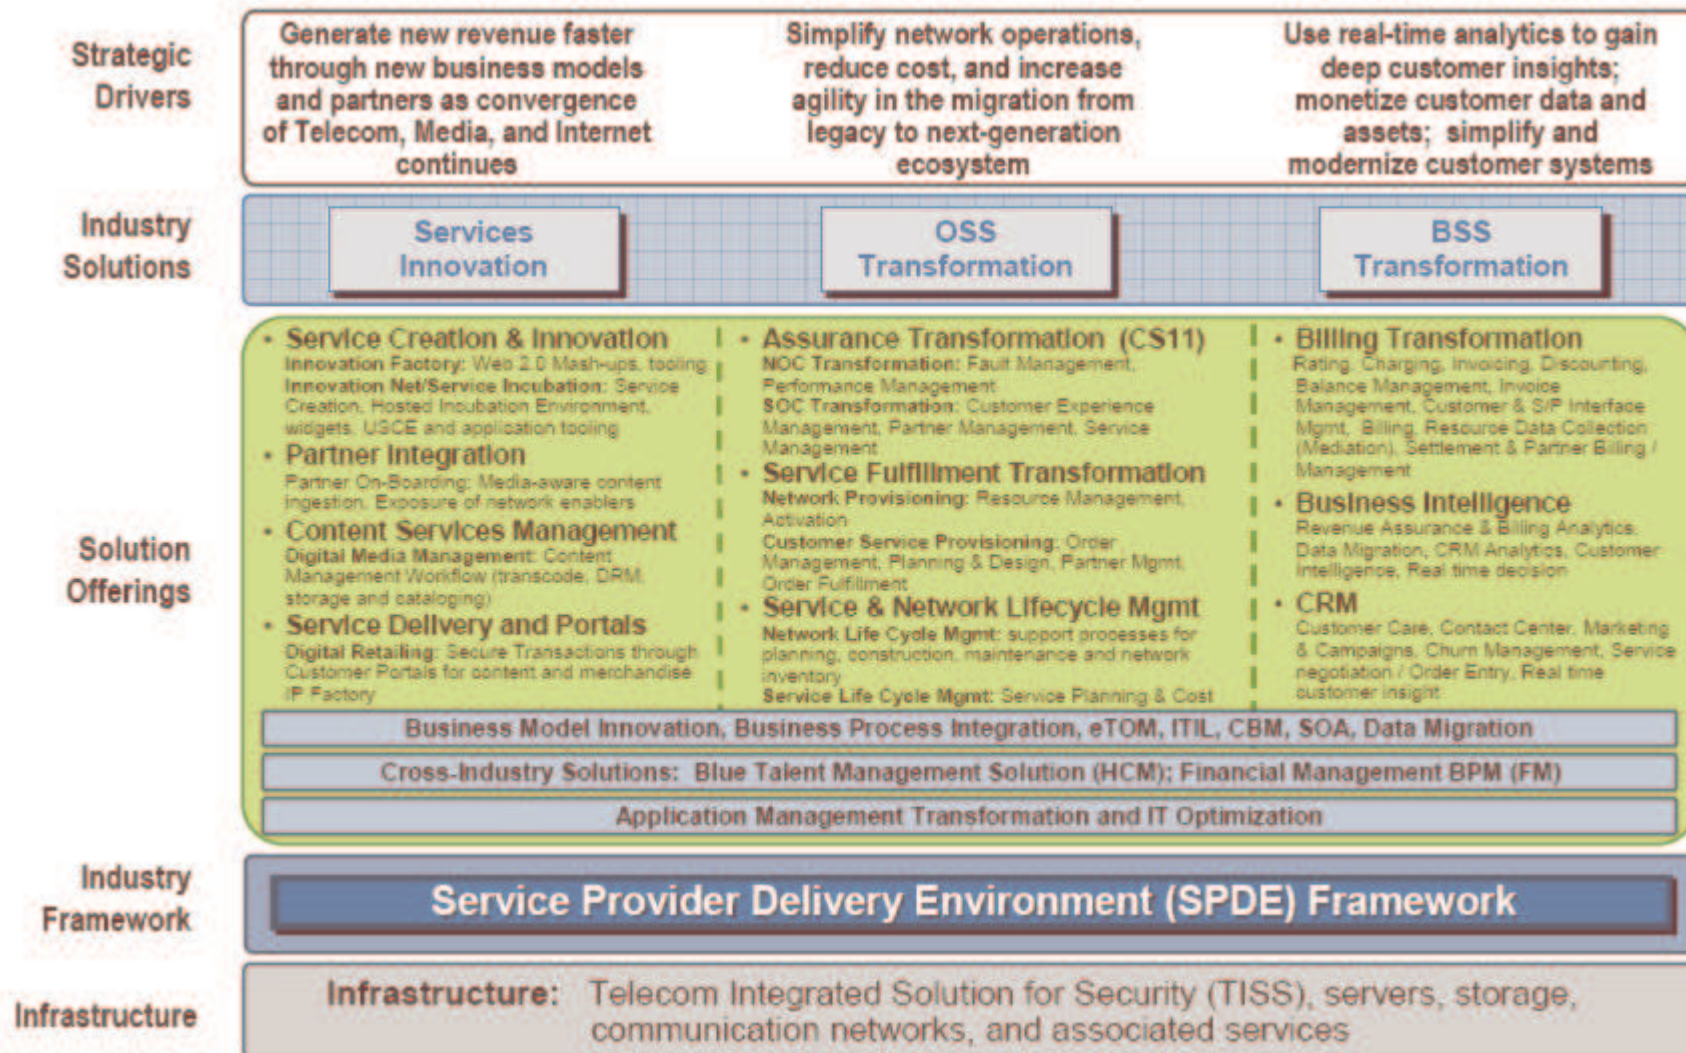 Strategic
Drivers
Generate new revenue faster
through new business models
and partners as convergence
of Telecom, Media, and Internet
continues
Simplify network operations,
reduce cost, and increase
agility in the migration from
legacy to next-generation
ecosystem
Use real-time analytics to gain
deep customer insights;
monetize customer data and
assets; simplify and
modernize customer systems
Industry
Solutions
Services
Innovation
OSS
Transformation
BSS
Transformation
Solution
Offerings
• Service Creation & Innovation
Innovation Factory: Web 2.0 Mash-ups, tooling
Innovation Net/Service Incubation: Service
Creation, Hosted Incubation Environment,
widgets, USCE and application tooling
• Partner Integration
Partner On-Boarding: Media-aware content
ingestion, Exposure of network enablers
• Content Services Management
Digital Media Management: Content
Management Workflow (transcode, DRM,
storage and cataloging)
• Service Delivery and Portals
Digital Retailing: Secure Transactions through
Customer Portals for content and merchandise
IP Factory
• Assurance Transformation (CS11)
NOC Transformation: Fault Management,
Performance Management
SOC Transformation: Customer Experience
Management, Partner Management, Service
Management
• Service Fulfillment Transformation
Network Provisioning: Resource Management,
Activation
Customer Service Provisioning: Order
Management, Planning & Design, Partner Mgmt,
Order Fulfillment
• Service & Network Lifecycle Mgmt
Network Life Cycle Mgmt: support processes for
planning, construction, maintenance and network
inventory
Service Life Cycle Mgmt: Service Planning & Cost
• Billing Transformation
Rating, Charging, Invoicing, Discounting,
Balance Management, Invoice
Management, Customer & S/P Interface
Mgmt, Billing, Resource Data Collection
(Mediation), Settlement & Partner Billing /
Management
• Business Intelligence
Revenue Assurance & Billing Analytics,
Data Migration, CRM Analytics, Customer
Intelligence, Real time decision
• CRM
Customer Care, Contact Center, Marketing
& Campaigns, Churn Management, Service
negotiation / Order Entry, Real time
customer insight
Business Model Innovation, Business Process Integration, eTOM, ITIL, CBM, SOA, Data Migration
Cross-Industry Solutions: Blue Talent Management Solution (HCM); Financial Management BPM (FM)
Application Management Transformation and IT Optimization
Industry
Framework
Service Provider Delivery Environment (SPDE) Framework
Infrastructure
Infrastructure: Telecom Integrated Solution for Security (TISS), servers, storage,
communication networks, and associated services